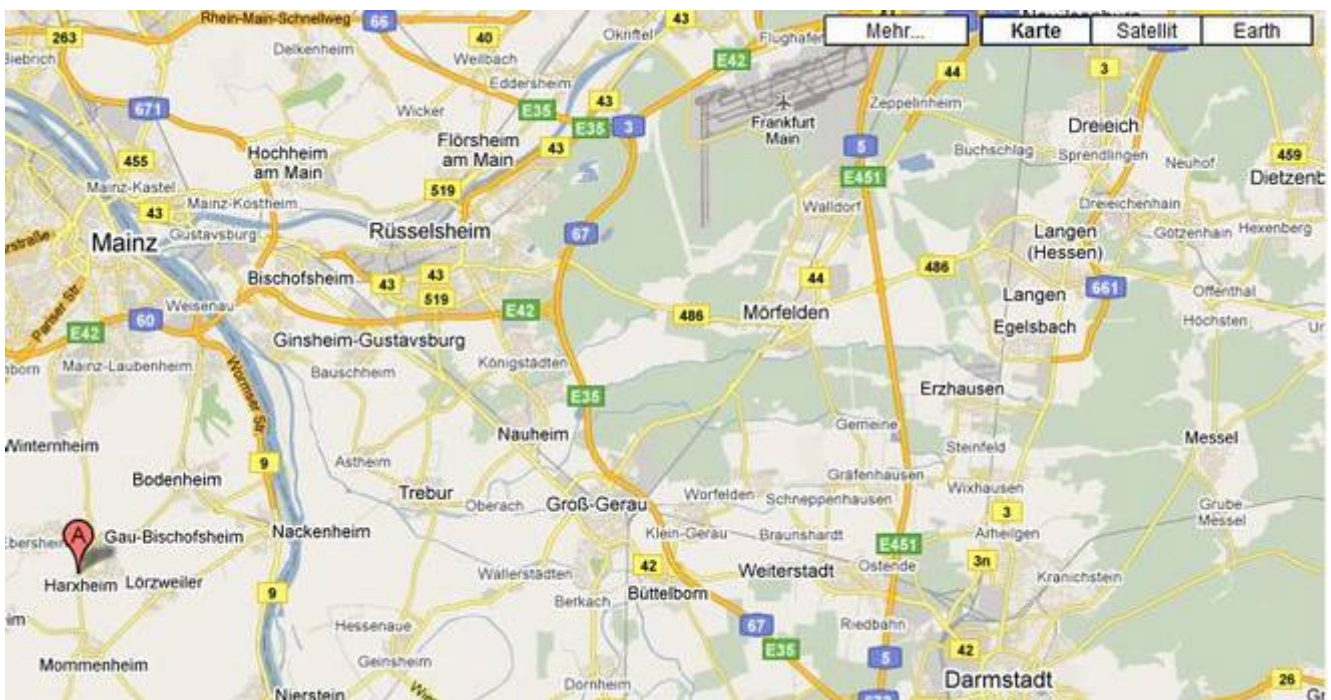 Rhein-Main-Schnellweg
66
43
Mehr...
Karte
Satellit
Earth
263
40
Okriftel
Flughafen
Delkenheim
Weilbach
E42
44
3
Biebrich
Eddersheim
671
Wicker
E35
43
Zeppelinheim
Frankfurt
Main
Flörsheim
am Main
E35
3
Dreieich
455
Hochheim
am Main
43
5
Buchschlag
Sprendlingen
Neuhof
459
Mainz-Kastel
519
E451
Dietzenb
43
Mainz-Kostheim
Walldorf
Dreieichenhain
Mainz
Gustavsburg
Rüsselsheim
67
Langen
(Hessen)
Götzenhain
Hexenberg
Bischofsheim
43
43
44
486
Pariser Str.
519
Langen
661
Offenthal
Weisenau
E42
486
Mörfelden
E42
60
Ginsheim-Gustavsburg
Egelsbach
Höchsten
Mainz-Laubenheim
Bauschheim
Königstädten
Wormser Str.
E35
Erzhausen
Winternheim
Nauheim
Gemeine
Steinfeld
Messel
9
Astheim
Bodenheim
Trebur
Oberach
Groß-Gerau
Worfelden
Gräfenhausen
Schneppenhausen
Wixhausen
Grube
Messel
A
Ebersheim
Gau-Bischofsheim
Nackenheim
Klein-Gerau
Braunshardt
3
Arheilgen
E451
Harxheim
Lörzweiler
Wallerstädten
42
Weiterstadt
Ostende
3n
Kranichstein
9
Berkach
Büttelborn
Hessenaue
67
Riedbahn
Mommenheim
Geinsheim
E35
5
42
Darmstadt
Nierstein
Dornheim
26